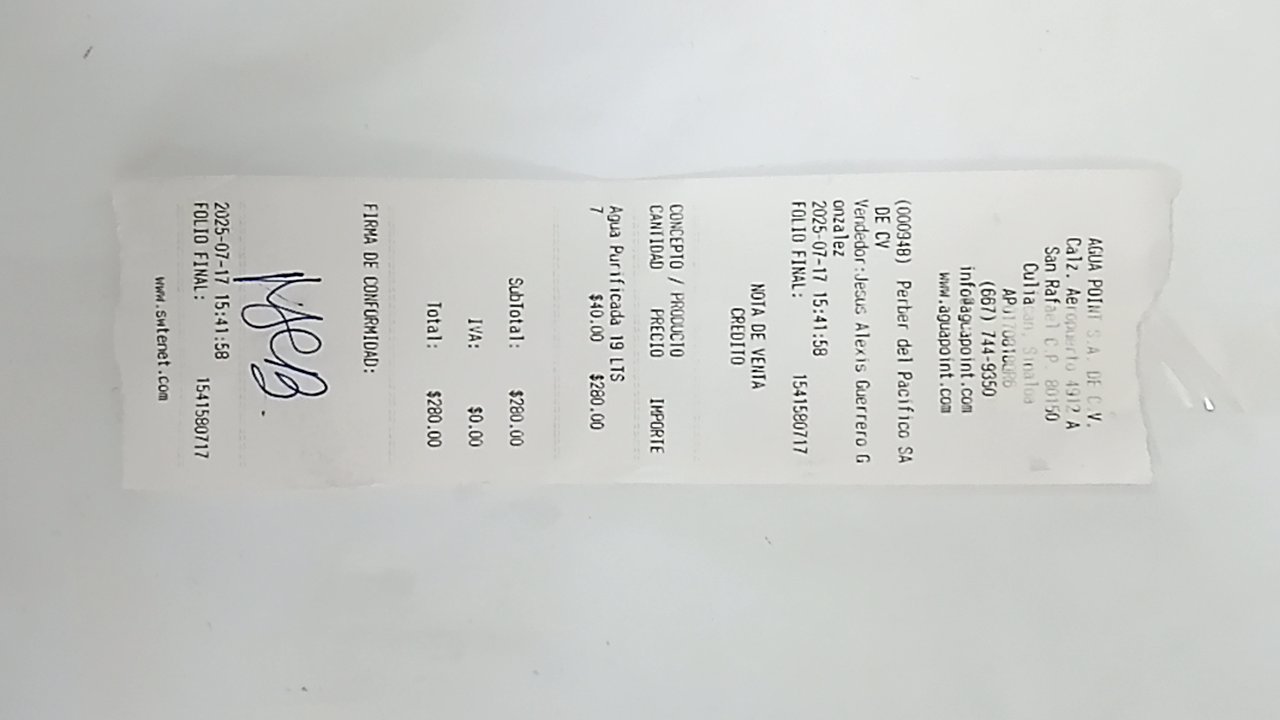 AGUA POINT S.A. DE C.V.
Calz. Aeropuerto 4912 A
San Rafael C.P. 80150
Culiacan, Sinaloa
(667) 744-9350
info@aguapoint.com
www.aguapoint.com
(000948) Perber del Pacifico SA
DE CV
Vendedor:Jesus Alexis Guerrero G
onzalez
2025-07-17 15:41:58
FOLIO FINAL: 1541580717
NOTA DE VENTA
CREDITO
CONCEPTO / PRODUCTO
CANTIDAD PRECIO IMPORTE
Agua Purificada 19 LTS
7 $40.00 $280.00
SubTotal: $280.00
IVA: $0.00
Total: $280.00
FIRMA DE CONFORMIDAD:
2025-07-17 15:41:58
FOLIO FINAL: 1541580717
www.swtenet.com